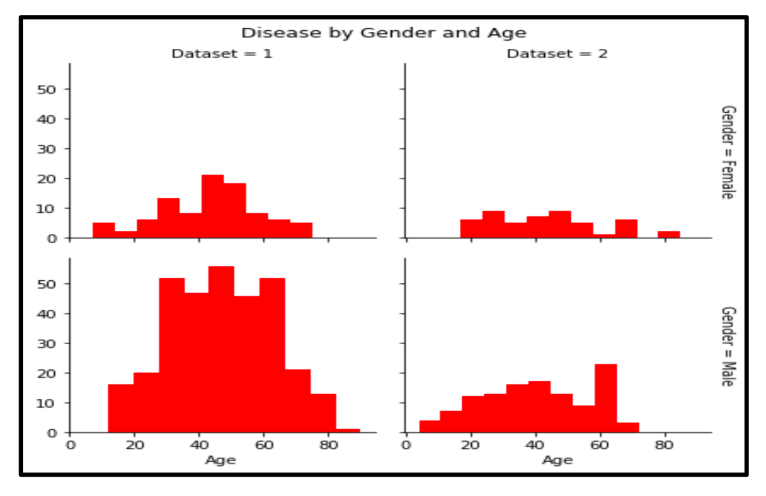 Disease by Gender and Age
Dataset = 1 Dataset = 2
50
40
30
20
10
0
Gender = Female
50
40
30
20
10
0
Gender = Male
0 20 40 60 80 0 20 40 60 80
Age Age